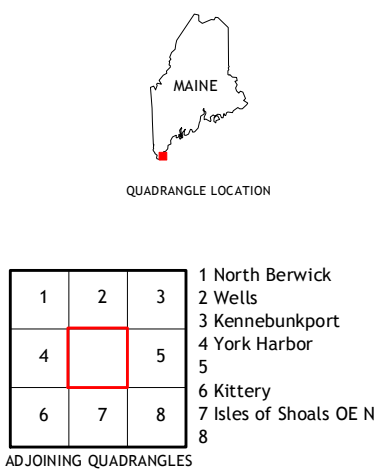 MAINE
QUADRANGLE LOCATION
1 2 3
4 5
6 7 8
1 North Berwick
2 Wells
3 Kennebunkport
4 York Harbor
5
6 Kittery
7 Isles of Shoals OE N
8
ADJOINING QUADRANGLES